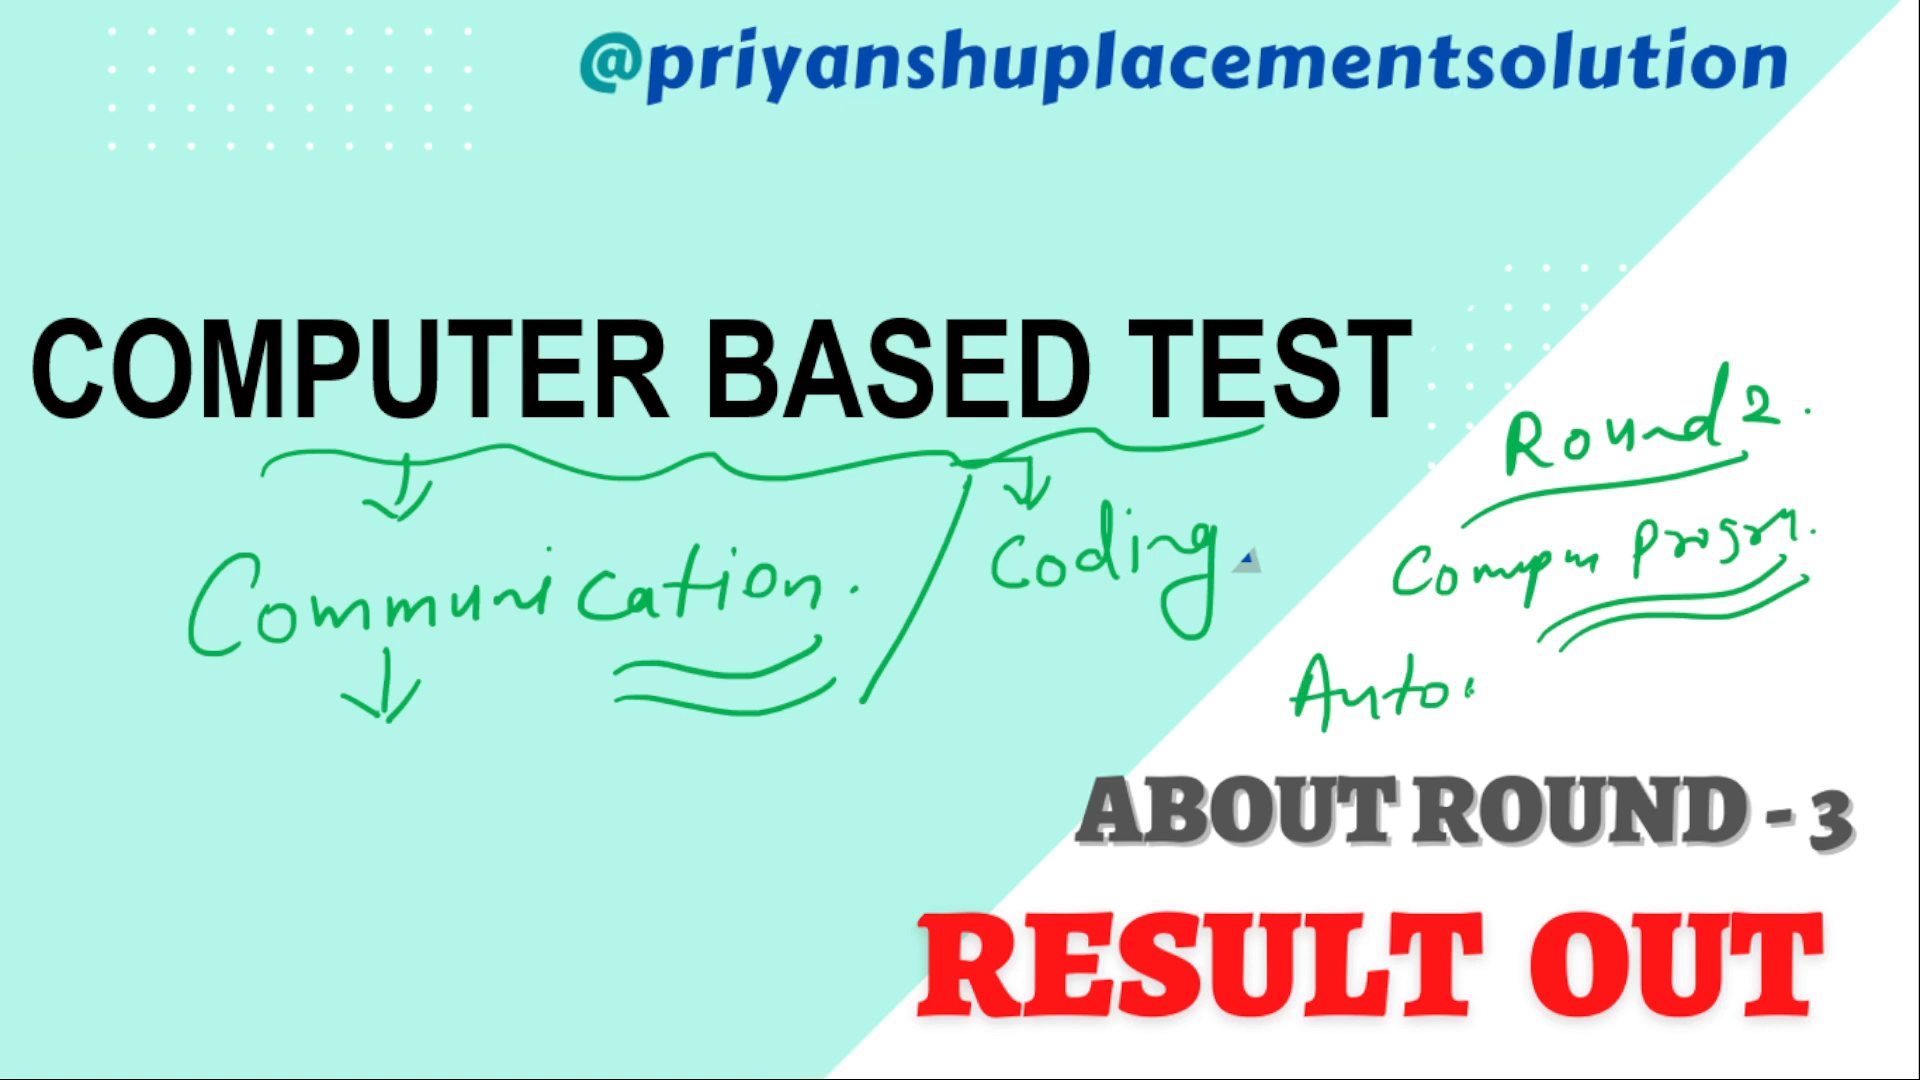 @priyanshuplacementsolution
COMPUTER BASED TEST
Round 2.
Communication.
Coding.
Auto.
ABOUT ROUND - 3
RESULT OUT